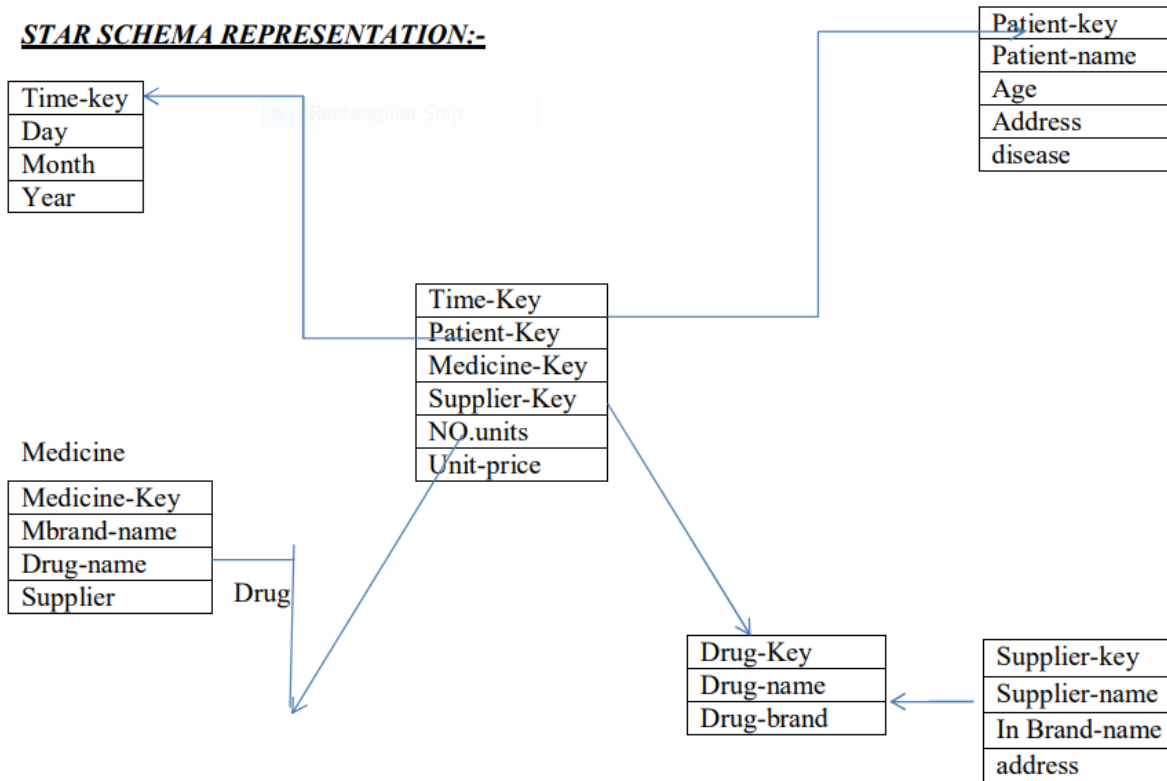 STAR SCHEMA REPRESENTATION:-
Patient-key
Patient-name
Age
Address
disease
Time-key
Day
Month
Year
Rectangular Snip
Time-Key
Patient-Key
Medicine-Key
Supplier-Key
NO.units
Unit-price
Medicine
Medicine-Key
Mbrand-name
Drug-name
Supplier
Drug
Drug-Key
Drug-name
Drug-brand
Supplier-key
Supplier-name
In Brand-name
address